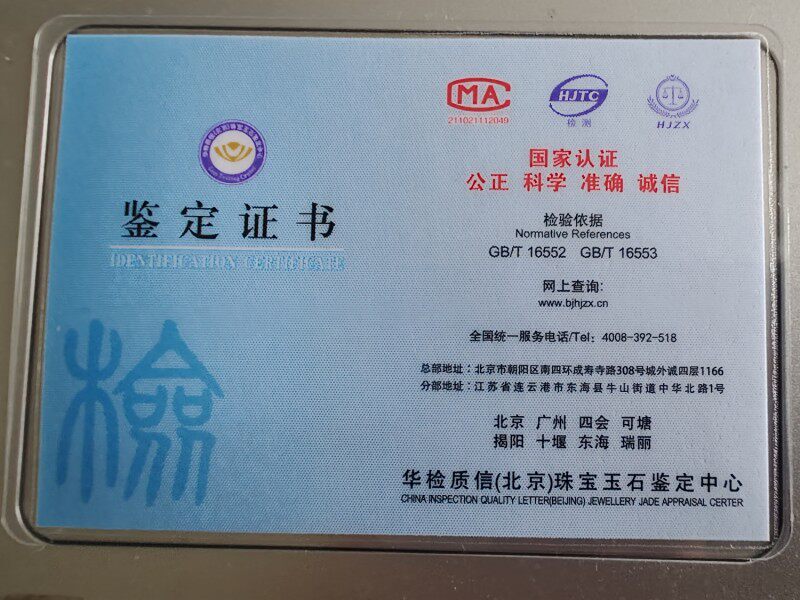 鉴定证书
IDENTIFICATION CERTIFICATE
檢
CMA
211021112049
HJTC
检测
HJZX
国家认证
公正 科学 准确 诚信
检验依据
Normative References
GB/T 16552 GB/T 16553
网上查询:
www.bjhjzx.cn
全国统一服务电话/Tel: 4008-392-518
总部地址: 北京市朝阳区南四环成寿寺路308号城外诚四层1166
分部地址: 江苏省连云港市东海县牛山街道中华北路1号
北京 广州 四会 可塘
揭阳 十堰 东海 瑞丽
华检质信(北京)珠宝玉石鉴定中心
CHINA INSPECTION QUALITY LETTER(BEIJING) JEWELLERY JADE APPRAISAL CERTER